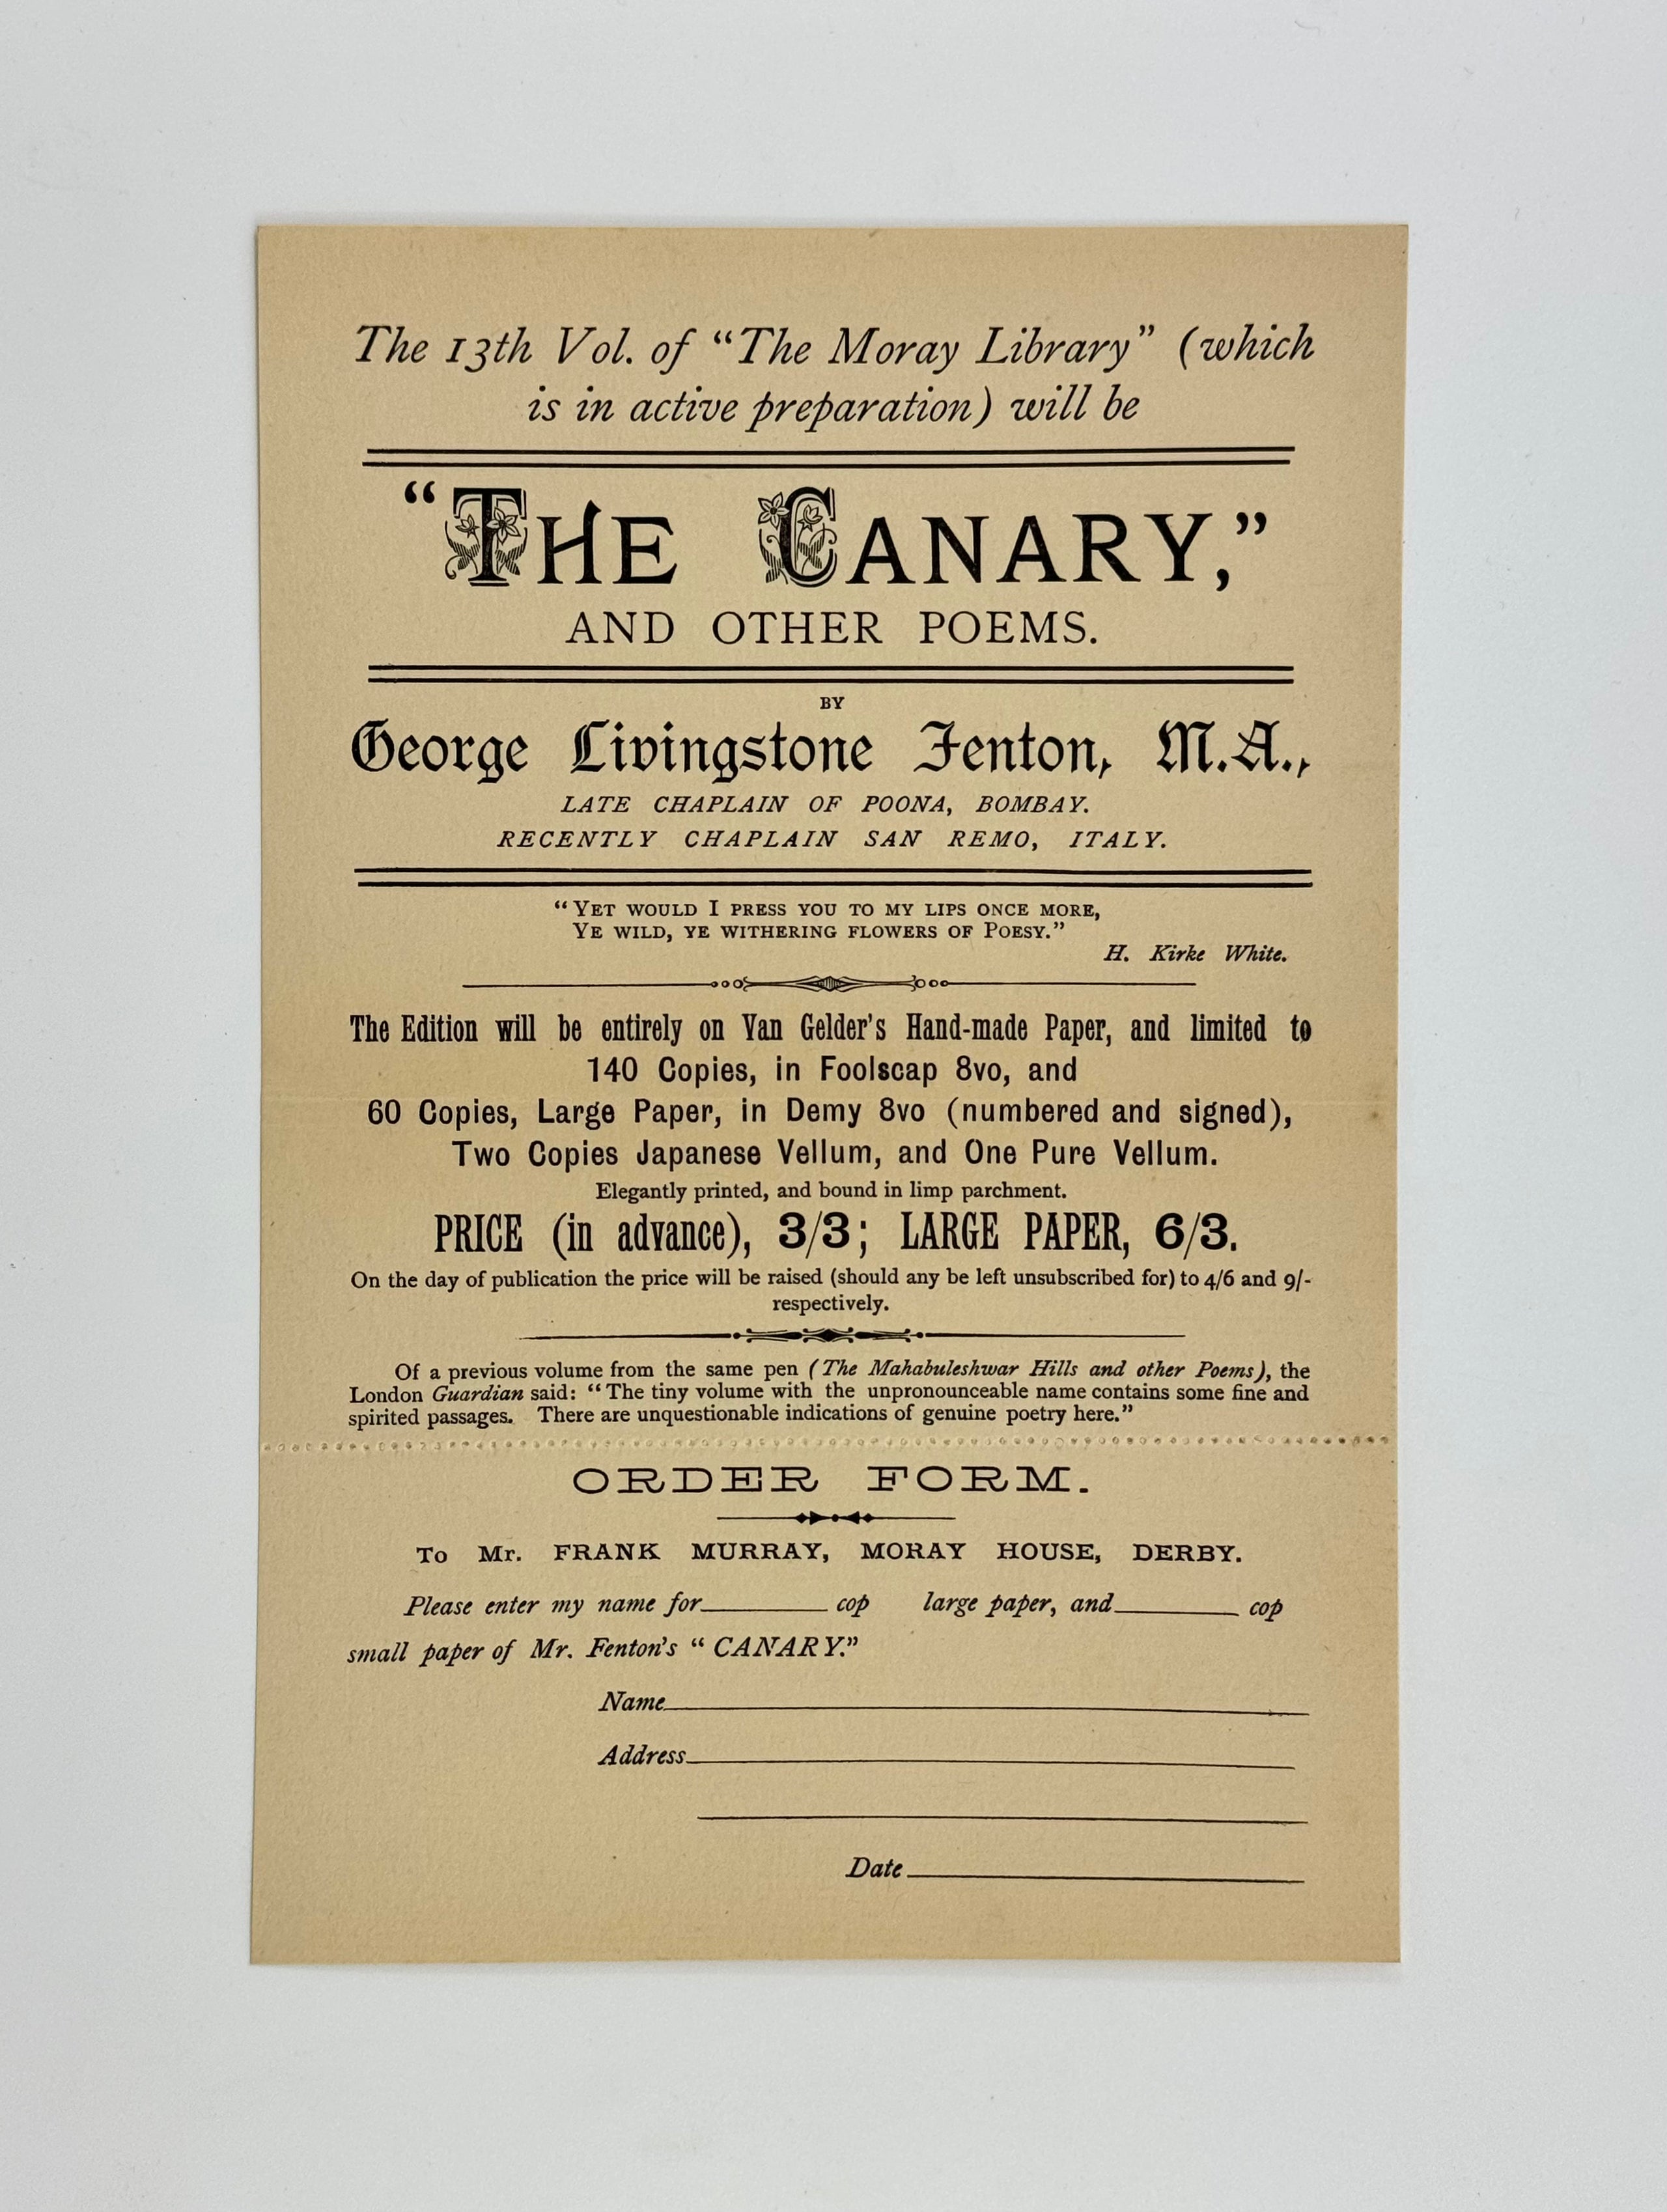 The 13th Vol. of “The Moray Library” (which
is in active preparation) will be
“THE CANARY,”
AND OTHER POEMS.
BY
George Livingstone Fenton, M.A.,
LATE CHAPLAIN OF POONA, BOMBAY.
RECENTLY CHAPLAIN SAN REMO, ITALY.
“YET WOULD I PRESS YOU TO MY LIPS ONCE MORE,
YE WILD, YE WITHERING FLOWERS OF POESY.”
H. Kirke White.
The Edition will be entirely on Van Gelder’s Hand-made Paper, and limited to
140 Copies, in Foolscap 8vo, and
60 Copies, Large Paper, in Demy 8vo (numbered and signed),
Two Copies Japanese Vellum, and One Pure Vellum.
Elegantly printed, and bound in limp parchment.
PRICE (in advance), 3/3; LARGE PAPER, 6/3.
On the day of publication the price will be raised (should any be left unsubscribed for) to 4/6 and 9/-
respectively.
Of a previous volume from the same pen (The Mahabuleshwar Hills and other Poems), the
London Guardian said: “The tiny volume with the unpronounceable name contains some fine and
spirited passages. There are unquestionable indications of genuine poetry here.”
ORDER FORM.
To Mr. FRANK MURRAY, MORAY HOUSE, DERBY.
Please enter my name for cop large paper, and cop
small paper of Mr. Fenton’s “CANARY.”
Name
Address
Date